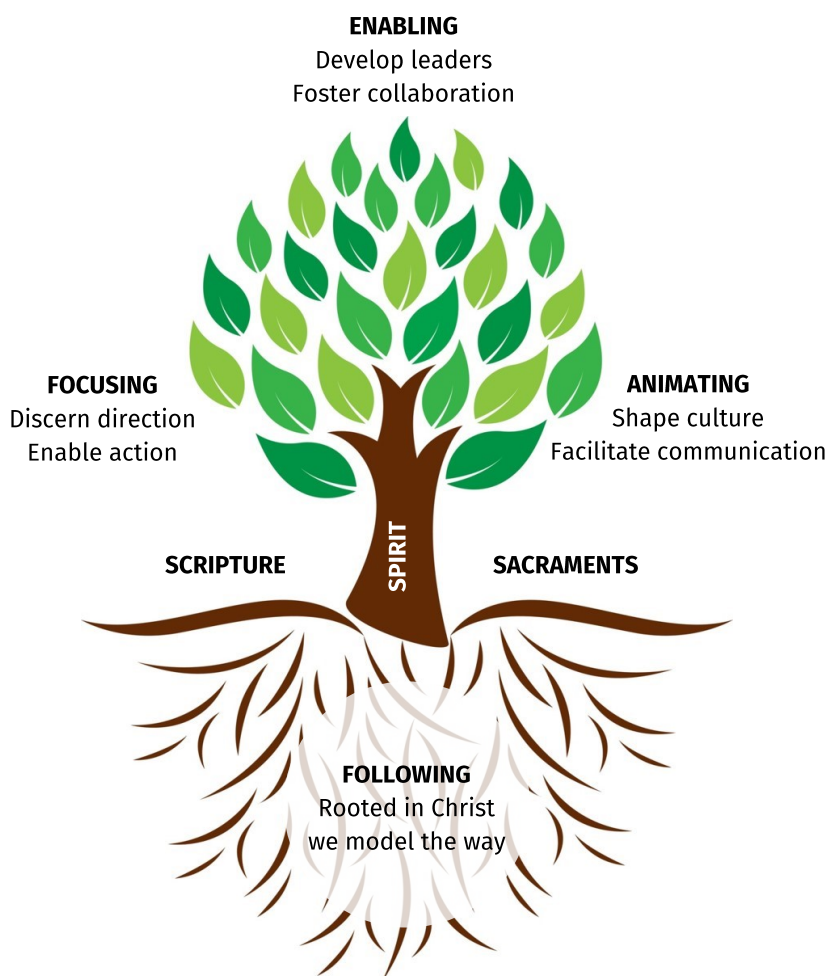 ENABLING
Develop leaders
Foster collaboration
FOCUSING
Discern direction
Enable action
ANIMATING
Shape culture
Facilitate communication
SPIRIT
SCRIPTURE
SACRAMENTS
FOLLOWING
Rooted in Christ
we model the way